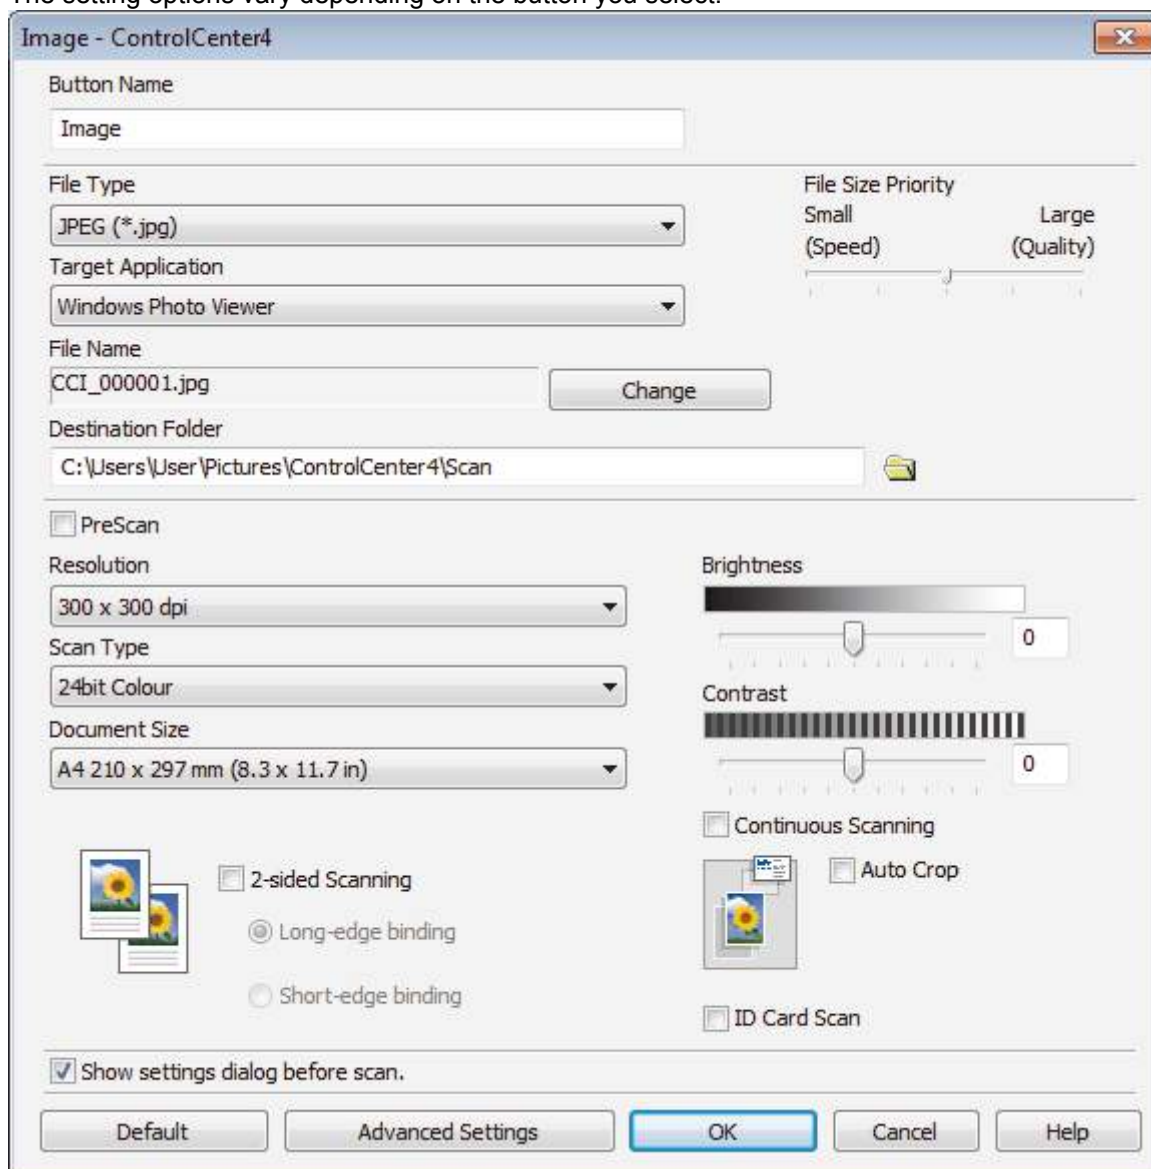 The setting options vary depending on the button you select.
Image - ControlCenter4
Button Name
Image
File Type
JPEG (*.jpg)
File Size Priority
Small Large
(Speed) (Quality)
Target Application
Windows Photo Viewer
File Name
CCI_000001.jpg
Change
Destination Folder
C:\Users\User\Pictures\ControlCenter4\Scan
PreScan
Resolution
300 x 300 dpi
Scan Type
24bit Colour
Document Size
A4 210 x 297 mm (8.3 x 11.7 in)
Brightness
0
Contrast
0
2-sided Scanning
Long-edge binding
Short-edge binding
Continuous Scanning
Auto Crop
ID Card Scan
Show settings dialog before scan.
Default Advanced Settings OK Cancel Help